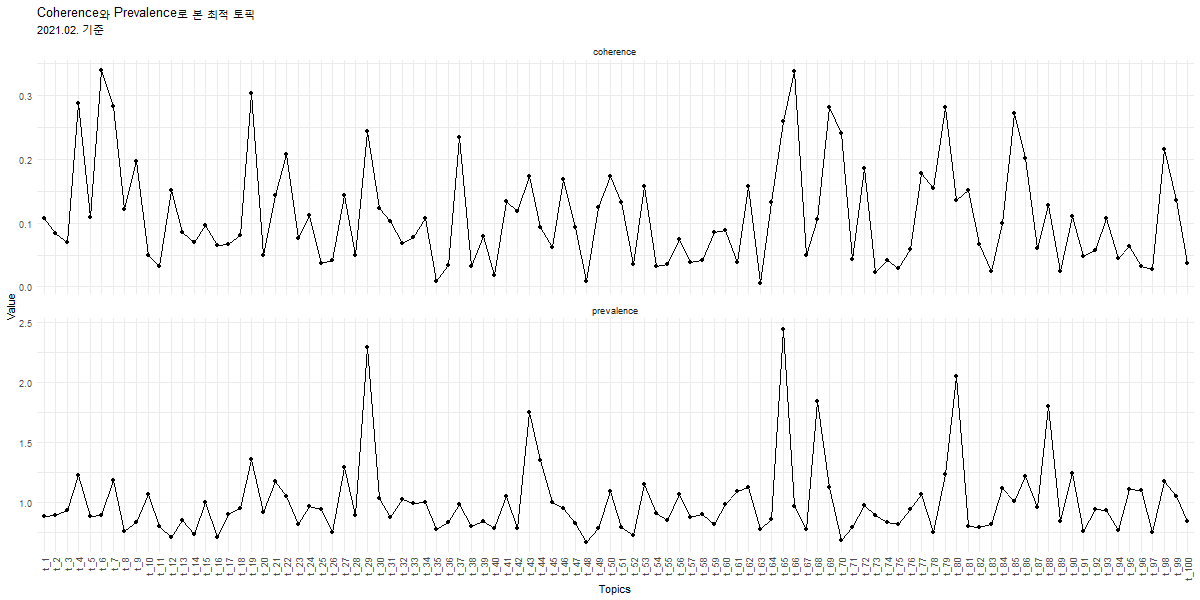 Coherence와 Prevalence로 본 최적 토픽
2021.02. 기준
coherence
0.3
0.2
0.1
0.0
Value
prevalence
2.5
2.0
1.5
1.0
t_1 t_2 t_3 t_4 t_5 t_6 t_7 t_8 t_9 t_10 t_11 t_12 t_13 t_14 t_15 t_16 t_17 t_18 t_19 t_20 t_21 t_22 t_23 t_24 t_25 t_26 t_27 t_28 t_29 t_30 t_31 t_32 t_33 t_34 t_35 t_36 t_37 t_38 t_39 t_40 t_41 t_42 t_43 t_44 t_45 t_46 t_47 t_48 t_49 t_50 t_51 t_52 t_53 t_54 t_55 t_56 t_57 t_58 t_59 t_60 t_61 t_62 t_63 t_64 t_65 t_66 t_67 t_68 t_69 t_70 t_71 t_72 t_73 t_74 t_75 t_76 t_77 t_78 t_79 t_80 t_81 t_82 t_83 t_84 t_85 t_86 t_87 t_88 t_89 t_90 t_91 t_92 t_93 t_94 t_95 t_96 t_97 t_98 t_99 t_100
Topics